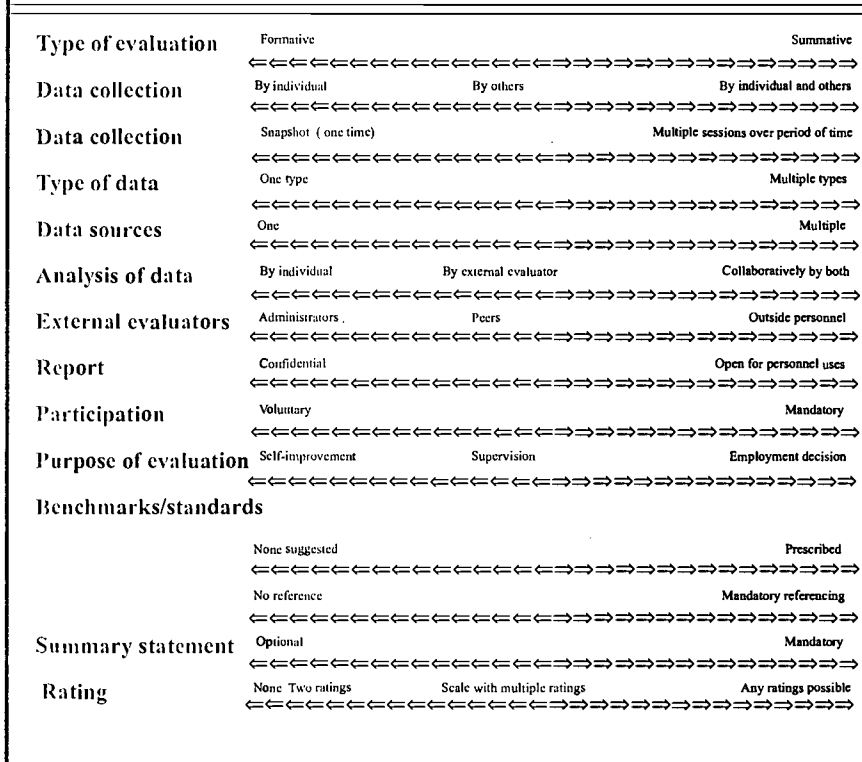 Type of evaluation Formative Summative
⇐⇐⇐⇐⇐⇐⇐⇐⇐⇐⇐⇐⇐⇐⇐⇒⇒⇒⇒⇒⇒⇒⇒⇒⇒⇒⇒⇒⇒⇒
Data collection By individual By others By individual and others
⇐⇐⇐⇐⇐⇐⇐⇐⇐⇐⇐⇐⇐⇐⇐⇒⇒⇒⇒⇒⇒⇒⇒⇒⇒⇒⇒⇒⇒⇒
Data collection Snapshot ( one time) Multiple sessions over period of time
⇐⇐⇐⇐⇐⇐⇐⇐⇐⇐⇐⇐⇐⇐⇐⇒⇒⇒⇒⇒⇒⇒⇒⇒⇒⇒⇒⇒⇒⇒
Type of data One type Multiple types
⇐⇐⇐⇐⇐⇐⇐⇐⇐⇐⇐⇐⇐⇐⇐⇒⇒⇒⇒⇒⇒⇒⇒⇒⇒⇒⇒⇒⇒⇒
Data sources One Multiple
⇐⇐⇐⇐⇐⇐⇐⇐⇐⇐⇐⇐⇐⇐⇐⇒⇒⇒⇒⇒⇒⇒⇒⇒⇒⇒⇒⇒⇒⇒
Analysis of data By individual By external evaluator Collaboratively by both
⇐⇐⇐⇐⇐⇐⇐⇐⇐⇐⇐⇐⇐⇐⇐⇒⇒⇒⇒⇒⇒⇒⇒⇒⇒⇒⇒⇒⇒⇒
External evaluators Administrators Peers Outside personnel
⇐⇐⇐⇐⇐⇐⇐⇐⇐⇐⇐⇐⇐⇐⇐⇒⇒⇒⇒⇒⇒⇒⇒⇒⇒⇒⇒⇒⇒⇒
Report Confidential Open for personnel uses
⇐⇐⇐⇐⇐⇐⇐⇐⇐⇐⇐⇐⇐⇐⇐⇒⇒⇒⇒⇒⇒⇒⇒⇒⇒⇒⇒⇒⇒⇒
Participation Voluntary Mandatory
⇐⇐⇐⇐⇐⇐⇐⇐⇐⇐⇐⇐⇐⇐⇐⇒⇒⇒⇒⇒⇒⇒⇒⇒⇒⇒⇒⇒⇒⇒
Purpose of evaluation Self-improvement Supervision Employment decision
⇐⇐⇐⇐⇐⇐⇐⇐⇐⇐⇐⇐⇐⇐⇐⇒⇒⇒⇒⇒⇒⇒⇒⇒⇒⇒⇒⇒⇒⇒
Benchmarks/standards
None suggested Prescribed
⇐⇐⇐⇐⇐⇐⇐⇐⇐⇐⇐⇐⇐⇐⇐⇒⇒⇒⇒⇒⇒⇒⇒⇒⇒⇒⇒⇒⇒⇒
No reference Mandatory referencing
⇐⇐⇐⇐⇐⇐⇐⇐⇐⇐⇐⇐⇐⇐⇐⇒⇒⇒⇒⇒⇒⇒⇒⇒⇒⇒⇒⇒⇒⇒
Summary statement Optional Mandatory
⇐⇐⇐⇐⇐⇐⇐⇐⇐⇐⇐⇐⇐⇐⇐⇒⇒⇒⇒⇒⇒⇒⇒⇒⇒⇒⇒⇒⇒⇒
Rating None Two ratings Scale with multiple ratings Any ratings possible
⇐⇐⇐⇐⇐⇐⇐⇐⇐⇐⇐⇐⇐⇐⇐⇒⇒⇒⇒⇒⇒⇒⇒⇒⇒⇒⇒⇒⇒⇒